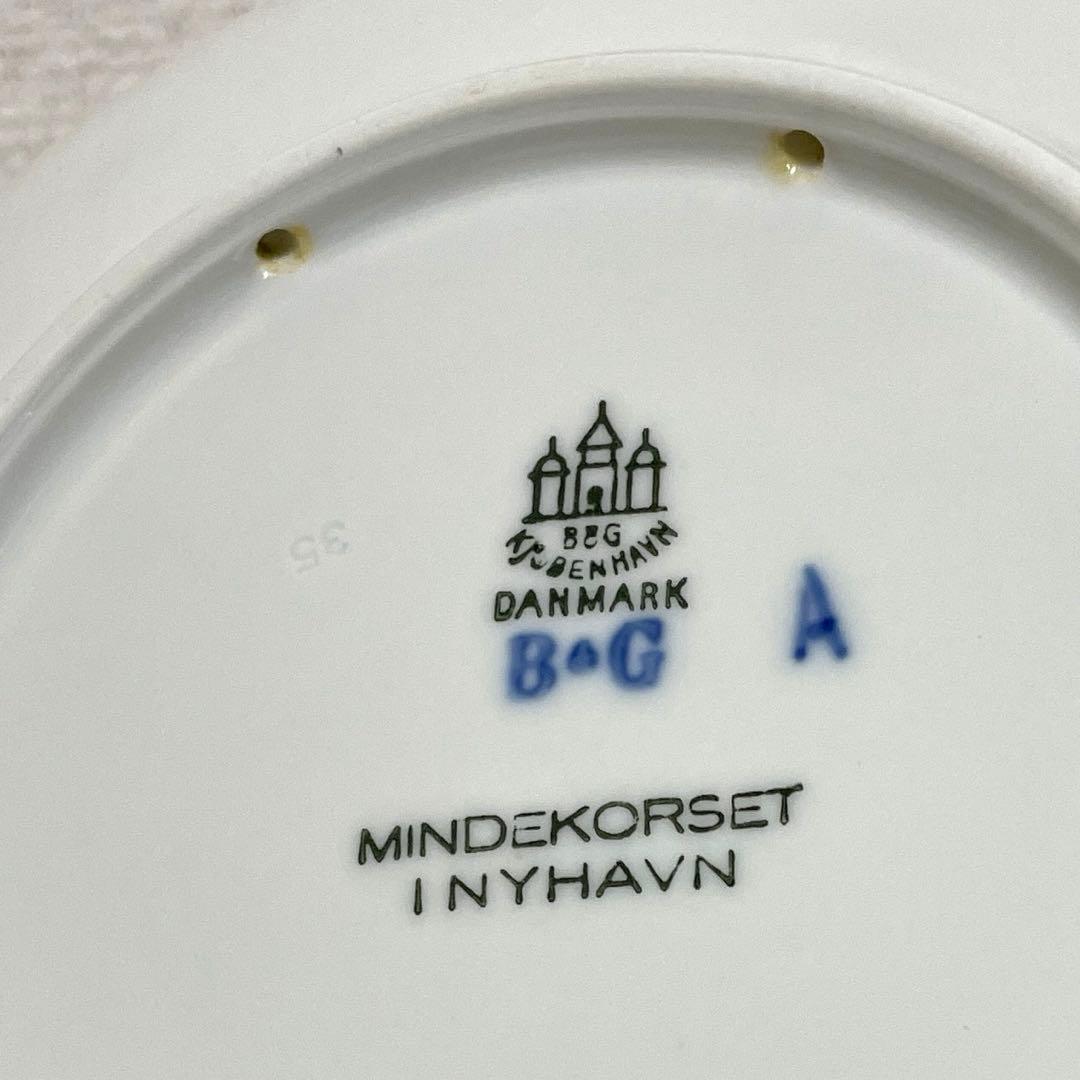 B&G
KJØBENHAVN
DANMARK
B&G A
MINDEKORSET
I NYHAVN
35